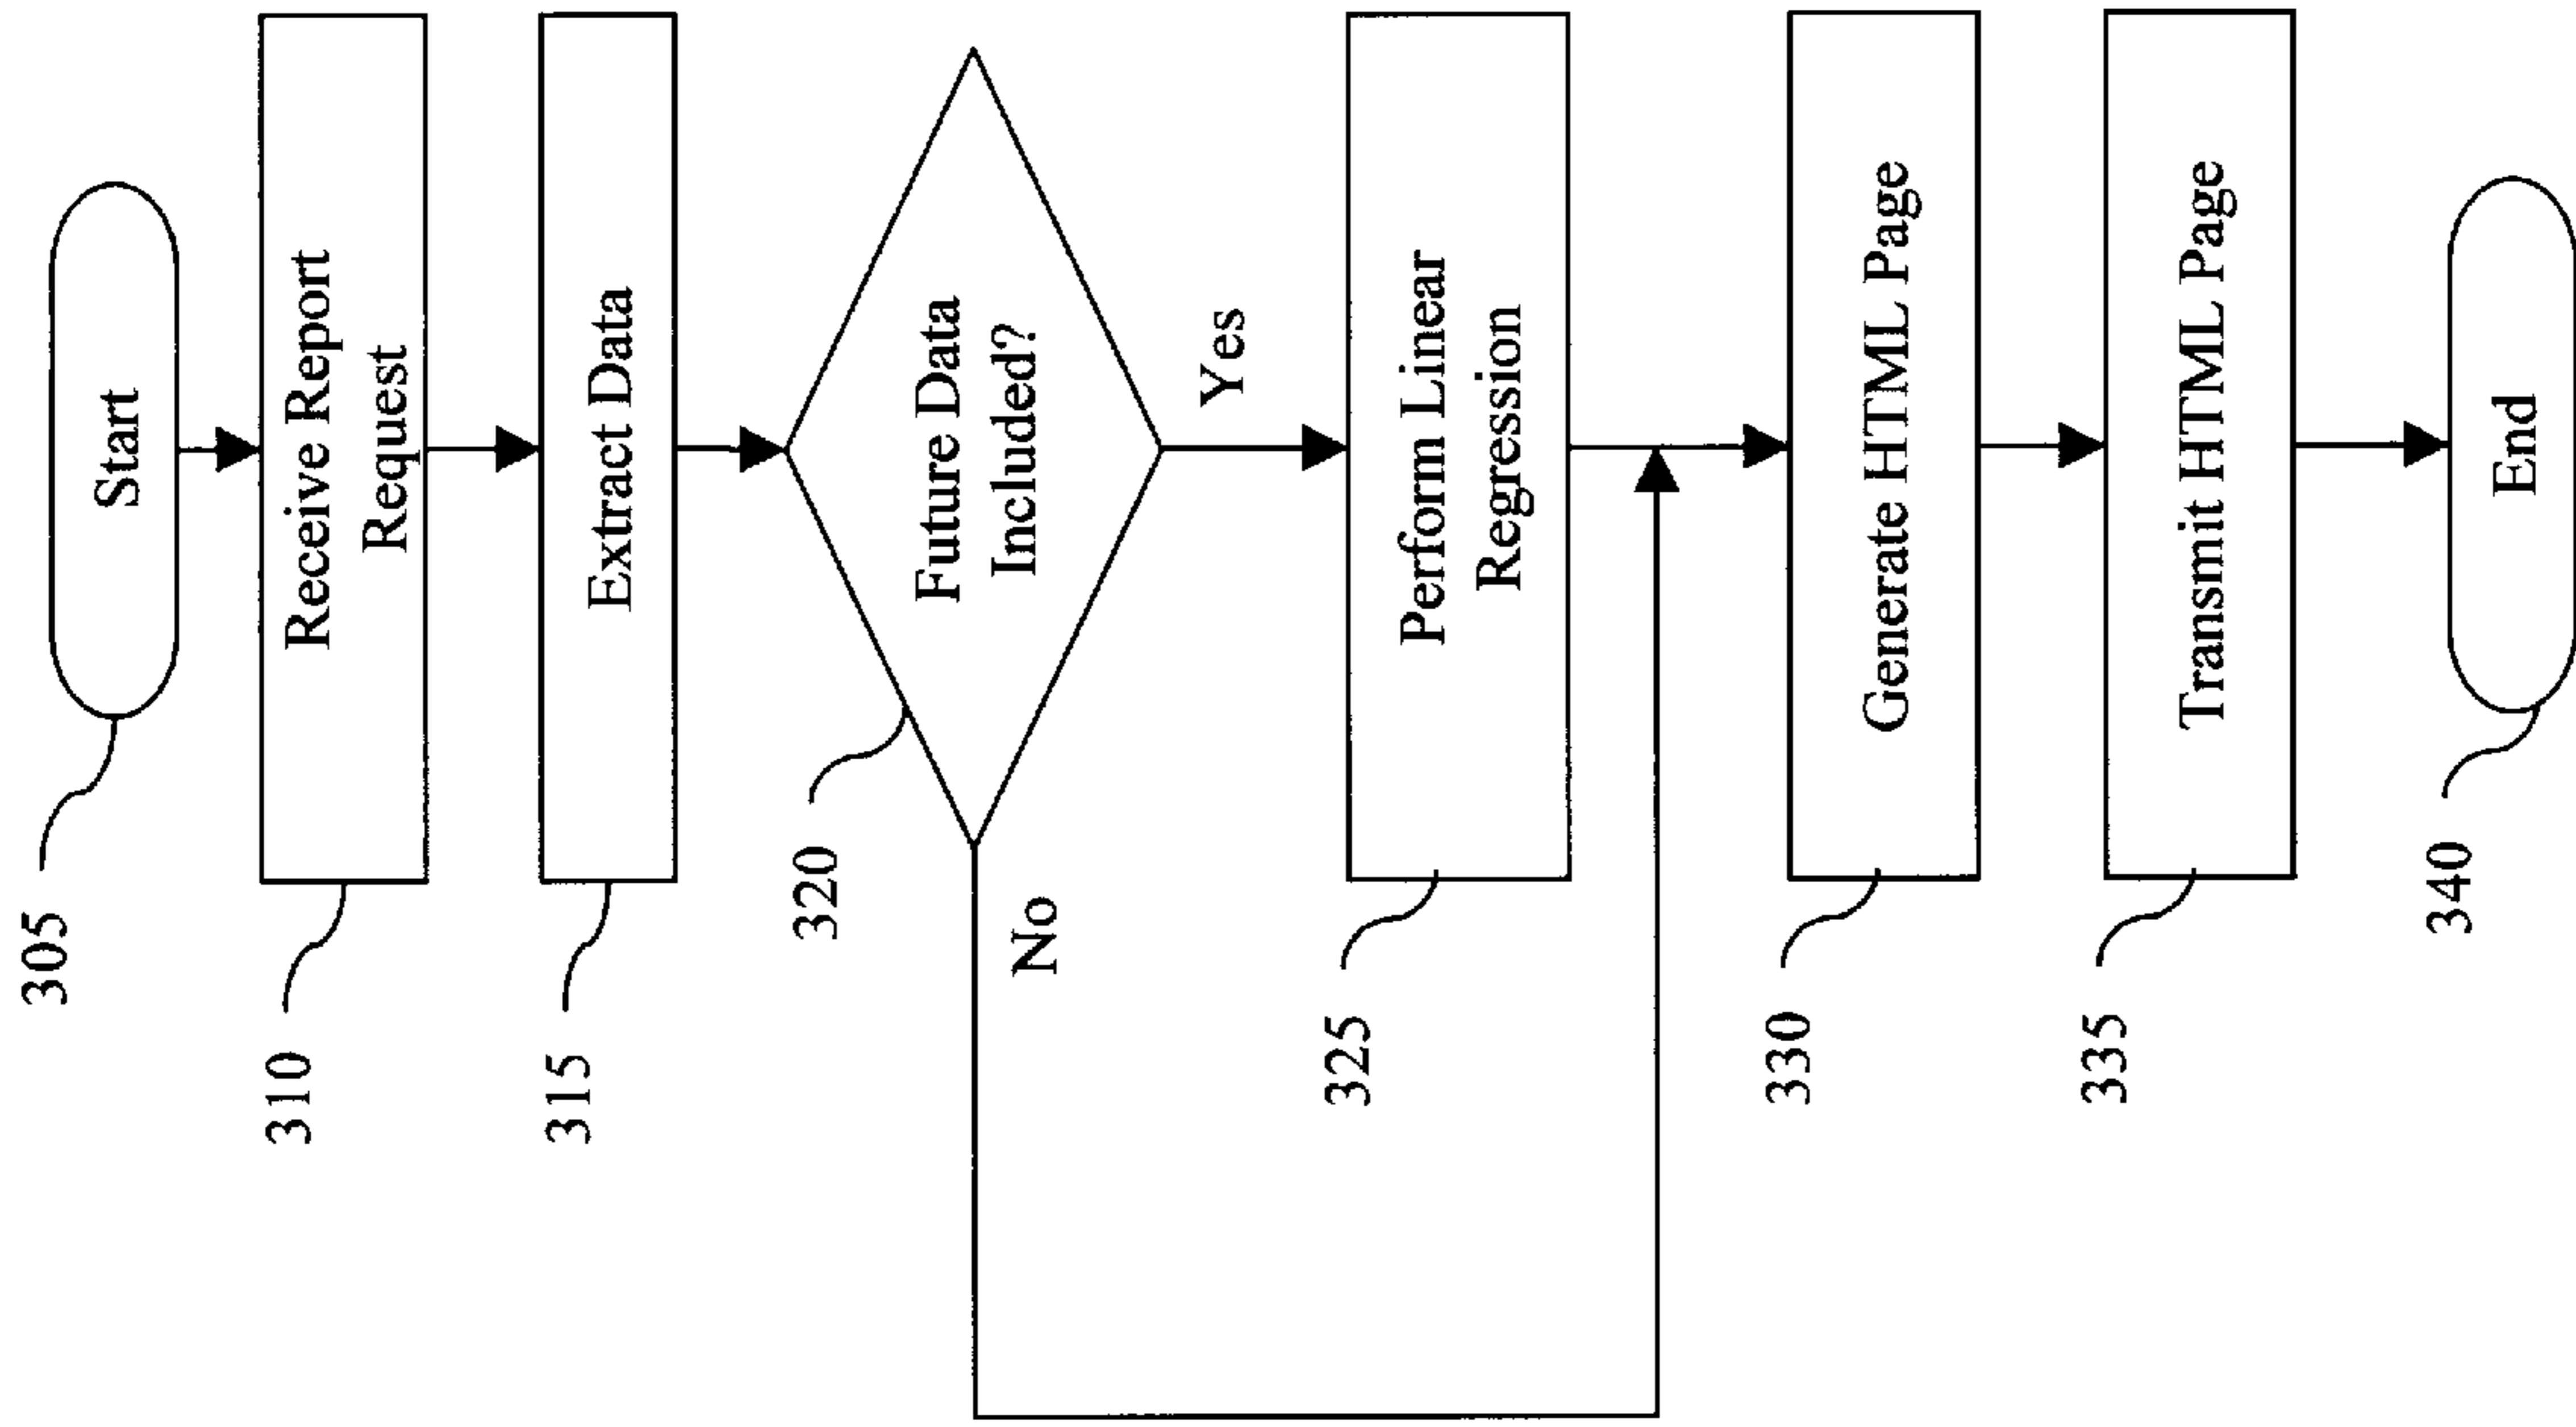 305
Start
310
Receive Report
Request
315
Extract Data
320
Future Data
Included?
No
Yes
325
Perform Linear
Regression
330
Generate HTML Page
335
Transmit HTML Page
340
End